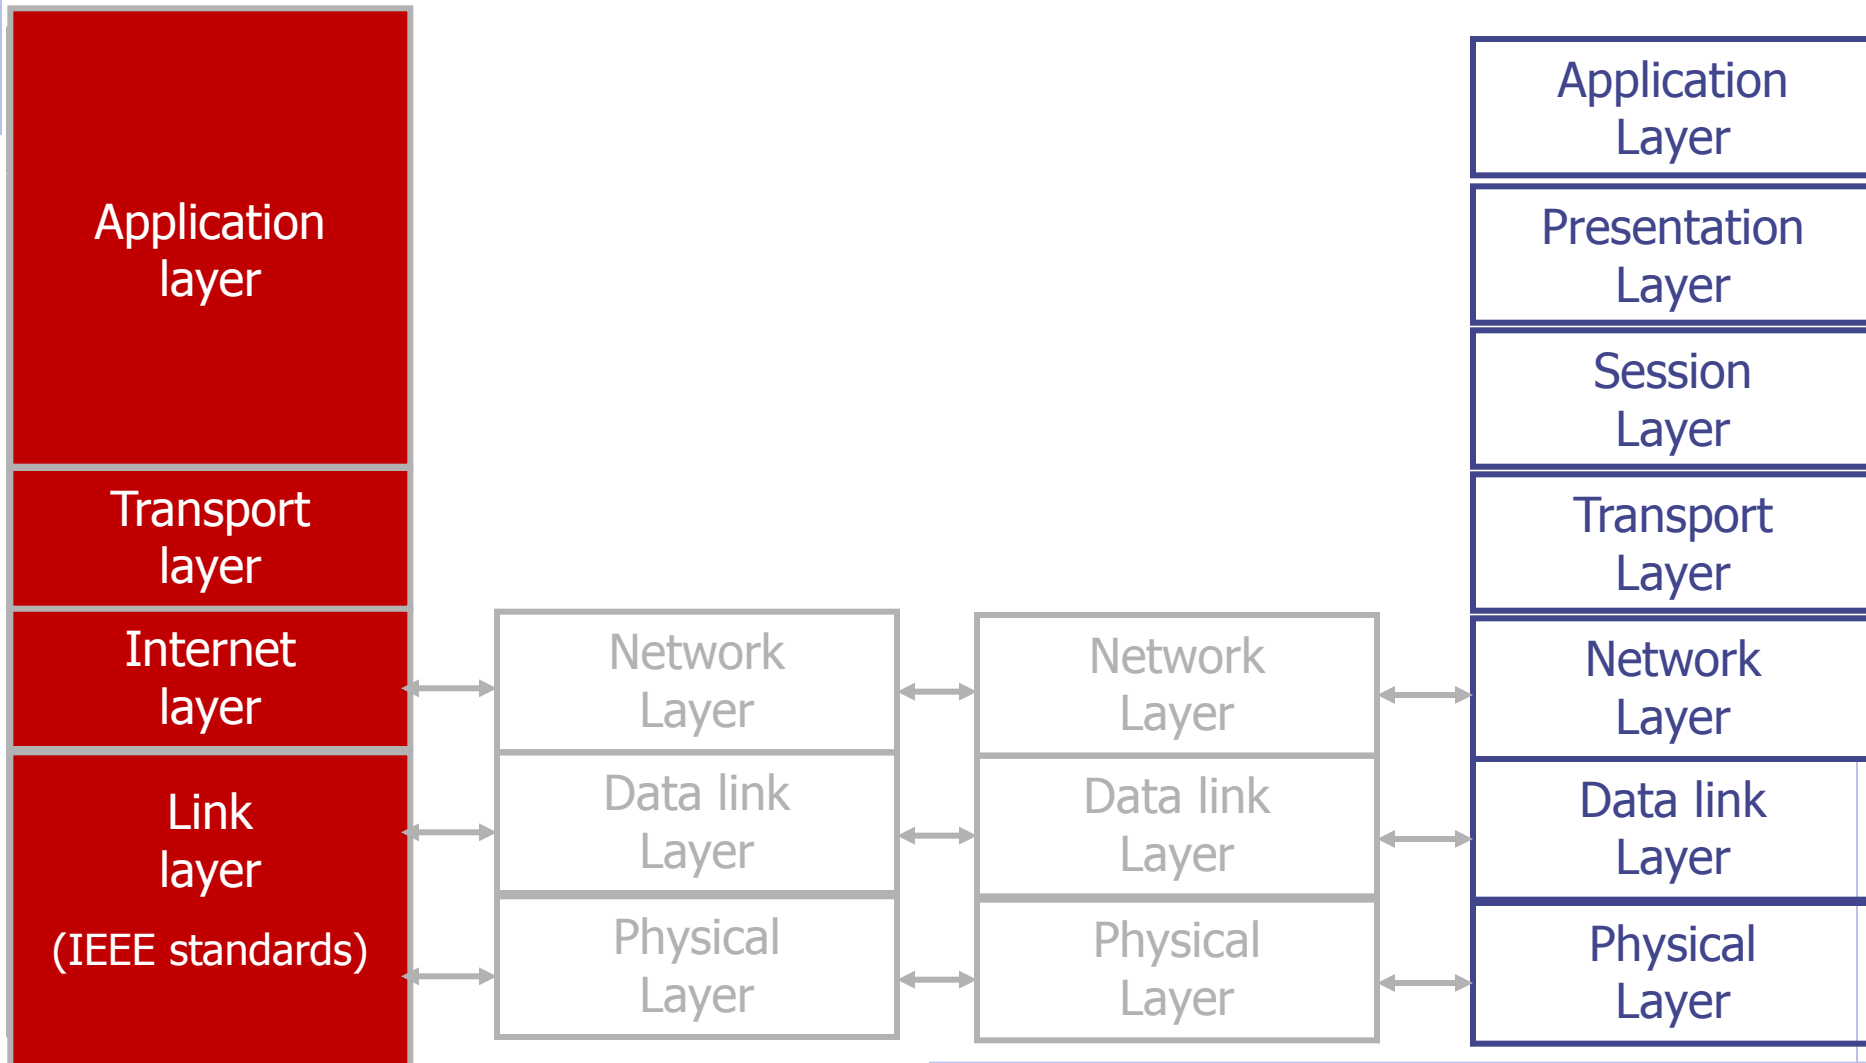 Application
layer
Transport
layer
Internet
layer
Link
layer
(IEEE standards)
Network
Layer
Data link
Layer
Physical
Layer
Network
Layer
Data link
Layer
Physical
Layer
Application
Layer
Presentation
Layer
Session
Layer
Transport
Layer
Network
Layer
Data link
Layer
Physical
Layer